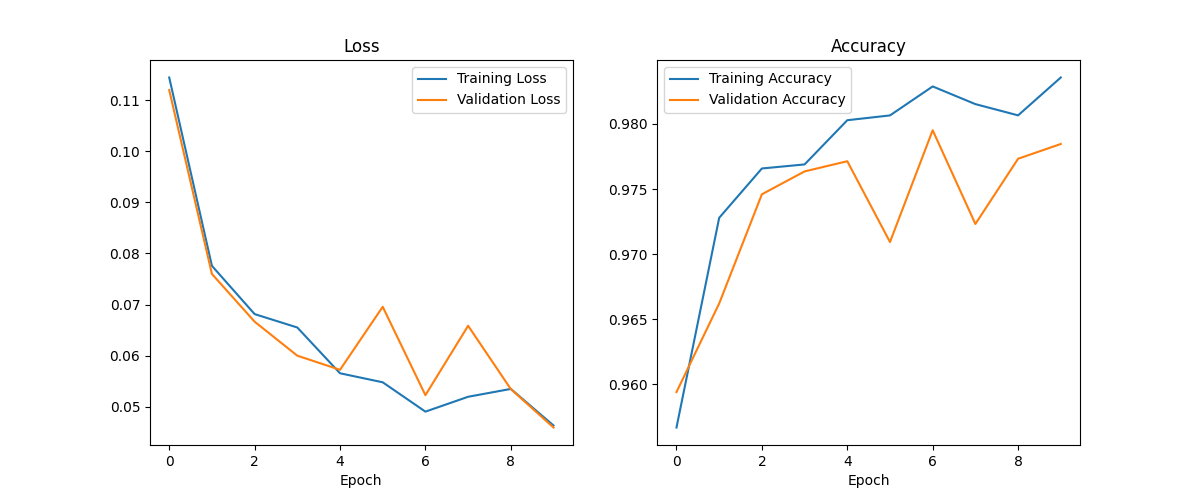 Loss
Training Loss
Validation Loss
0.11
0.10
0.09
0.08
0.07
0.06
0.05
0 2 4 6 8
Epoch
Accuracy
Training Accuracy
Validation Accuracy
0.980
0.975
0.970
0.965
0.960
0 2 4 6 8
Epoch